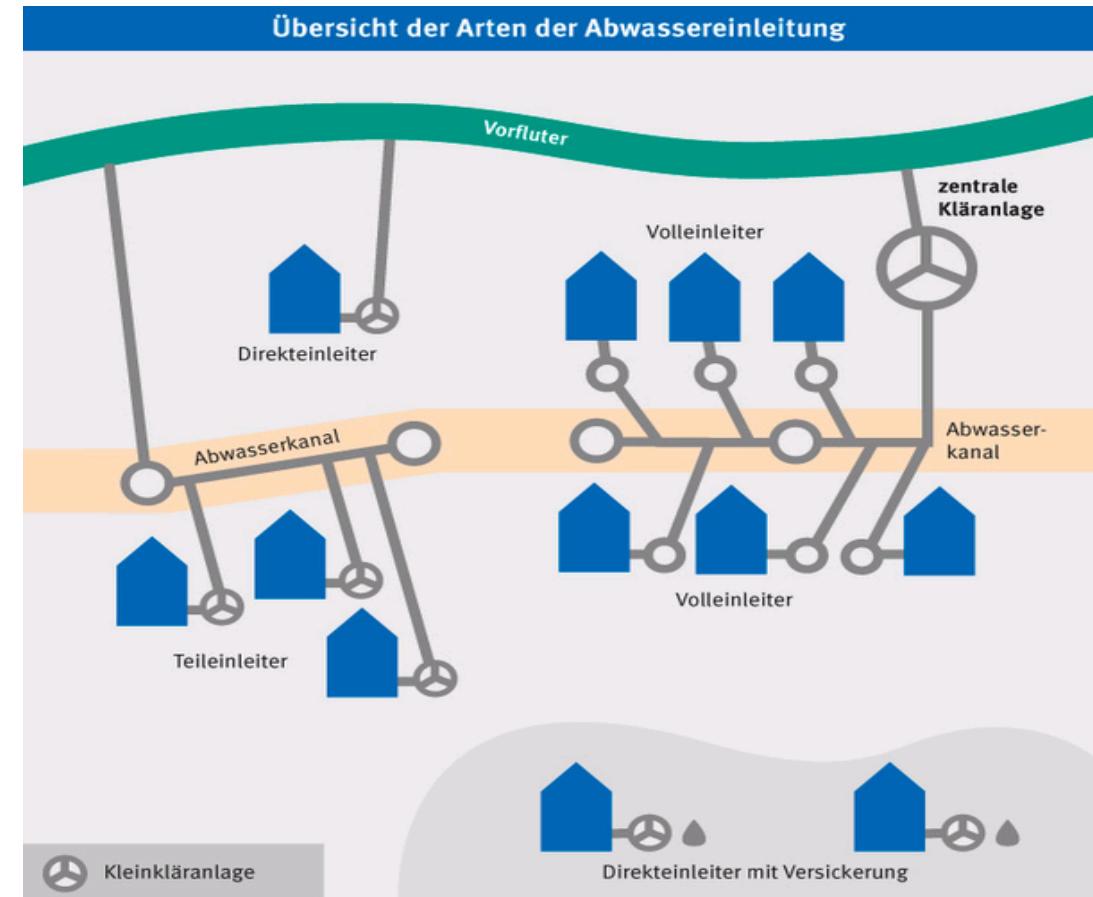 Übersicht der Arten der Abwassereinleitung
Vorfluter
zentrale
Kläranlage
Volleinleiter
Direkteinleiter
Abwasserkanal
Abwasser-
kanal
Volleinleiter
Teileinleiter
Kleinkläranlage
Direkteinleiter mit Versickerung